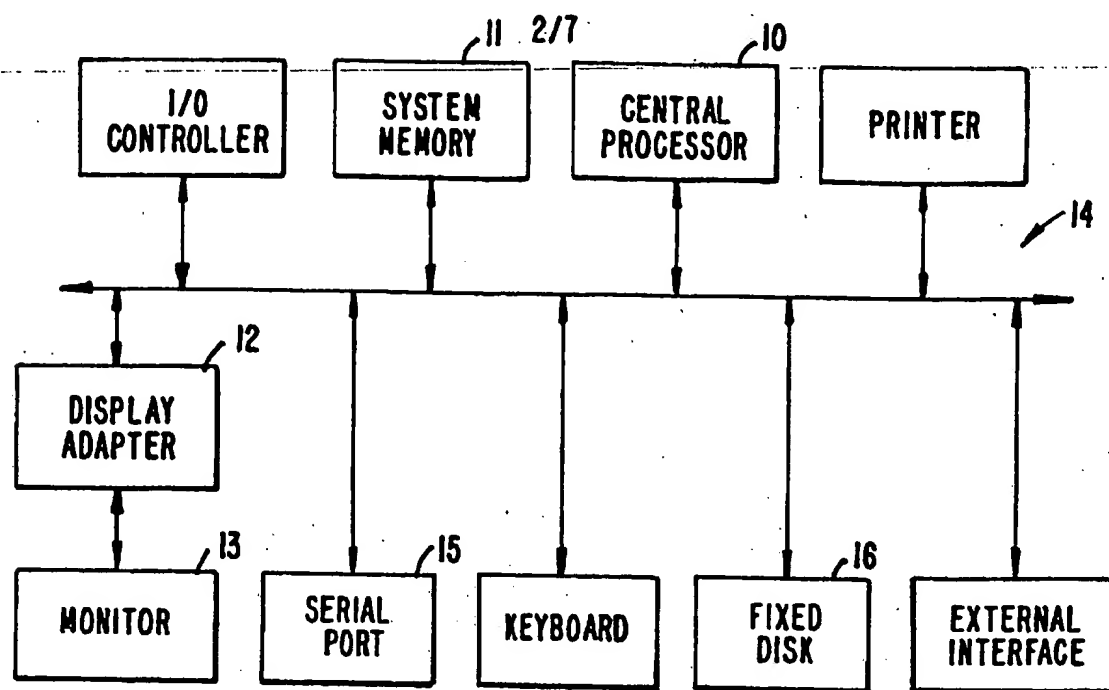 11 2/7 10
I/O
CONTROLLER
SYSTEM
MEMORY
CENTRAL
PROCESSOR
PRINTER
14
12
DISPLAY
ADAPTER
13
MONITOR
15
SERIAL
PORT
KEYBOARD
16
FIXED
DISK
EXTERNAL
INTERFACE